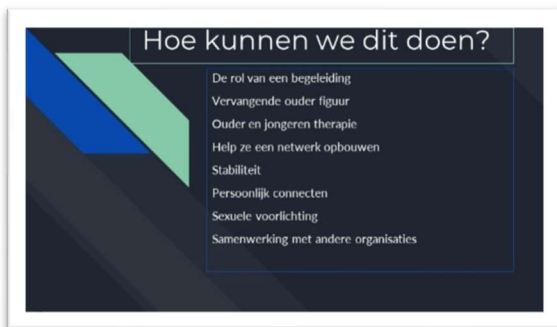 Hoe kunnen we dit doen?
De rol van een begeleiding
Vervangende ouder figuur
Ouder en jongeren therapie
Help ze een netwerk opbouwen
Stabiliteit
Persoonlijk connecten
Sexuele voorlichting
Samenwerking met andere organisaties